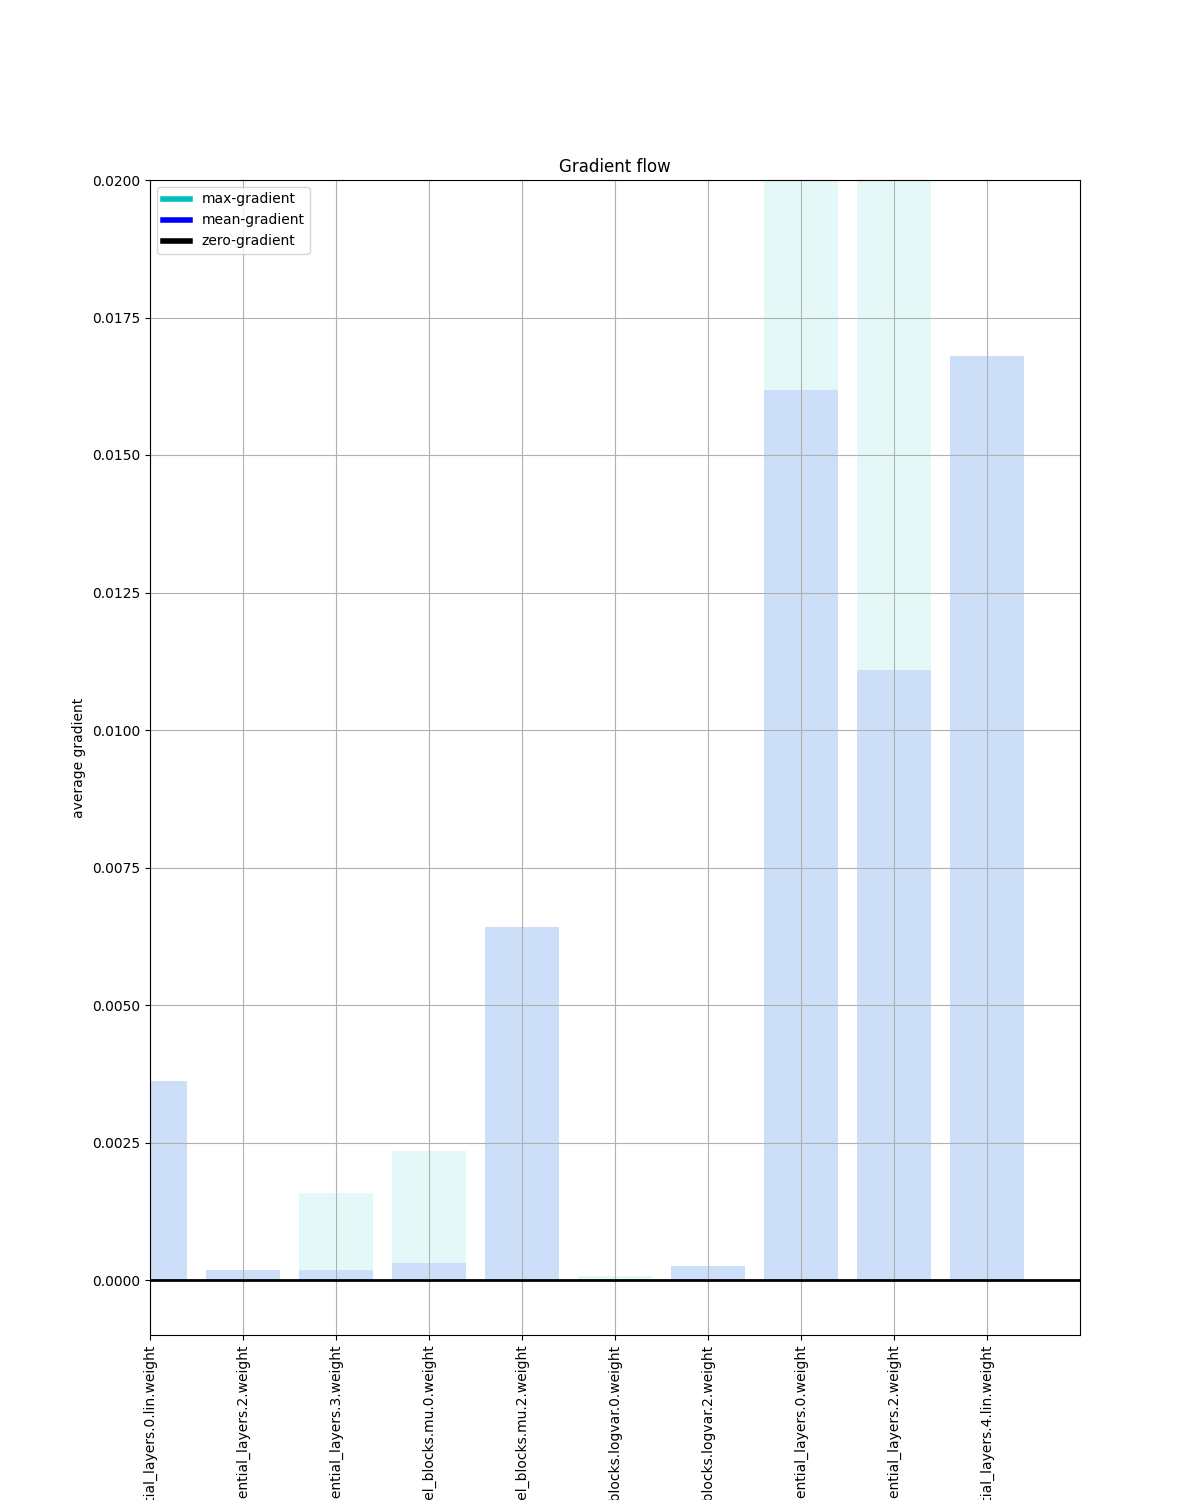 Gradient flow
max-gradient
mean-gradient
zero-gradient
0.0200
0.0175
0.0150
0.0125
0.0100
0.0075
0.0050
0.0025
0.0000
average gradient
tial_layers.0.lin.weight
ential_layers.2.weight
ential_layers.3.weight
el_blocks.mu.0.weight
el_blocks.mu.2.weight
blocks.logvar.0.weight
blocks.logvar.2.weight
ential_layers.0.weight
ential_layers.2.weight
tial_layers.4.lin.weight